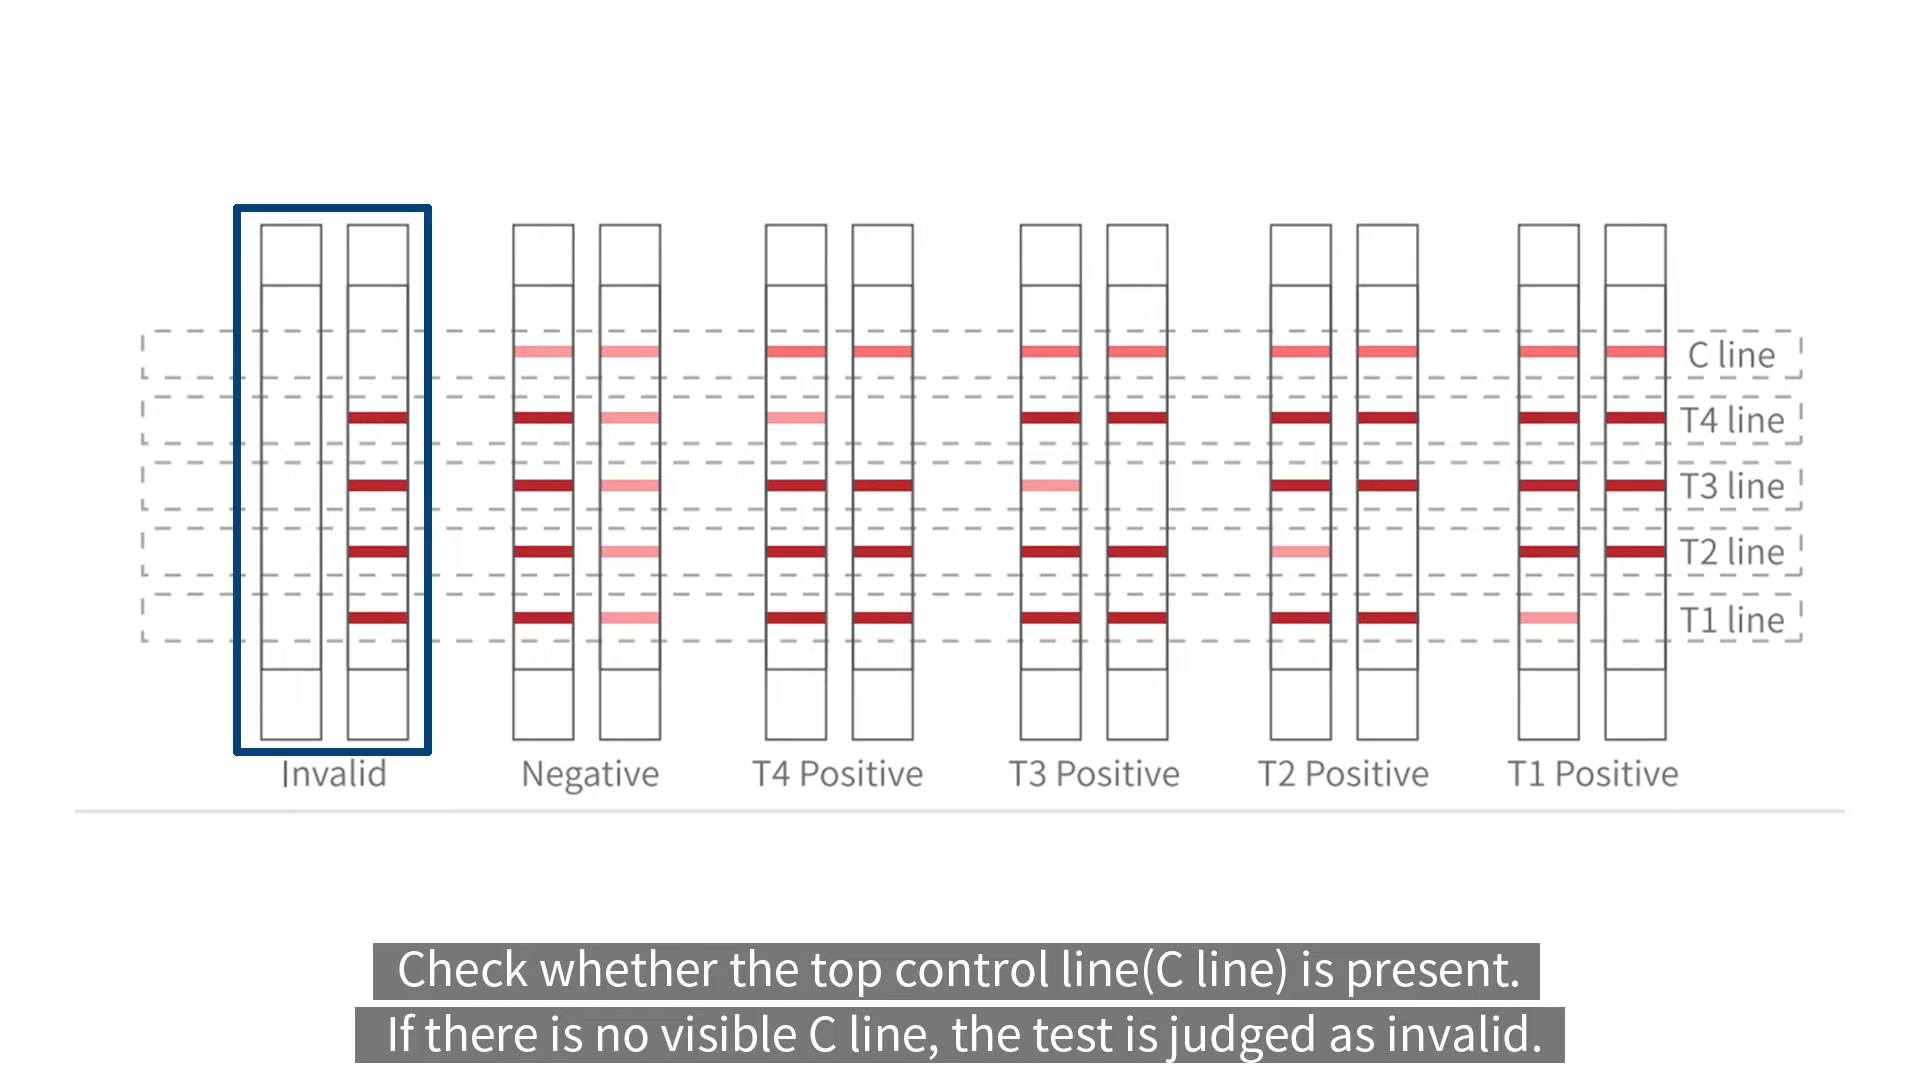 C line
T4 line
T3 line
T2 line
T1 line
Invalid
Negative
T4 Positive
T3 Positive
T2 Positive
T1 Positive
Check whether the top control line(C line) is present.
If there is no visible C line, the test is judged as invalid.